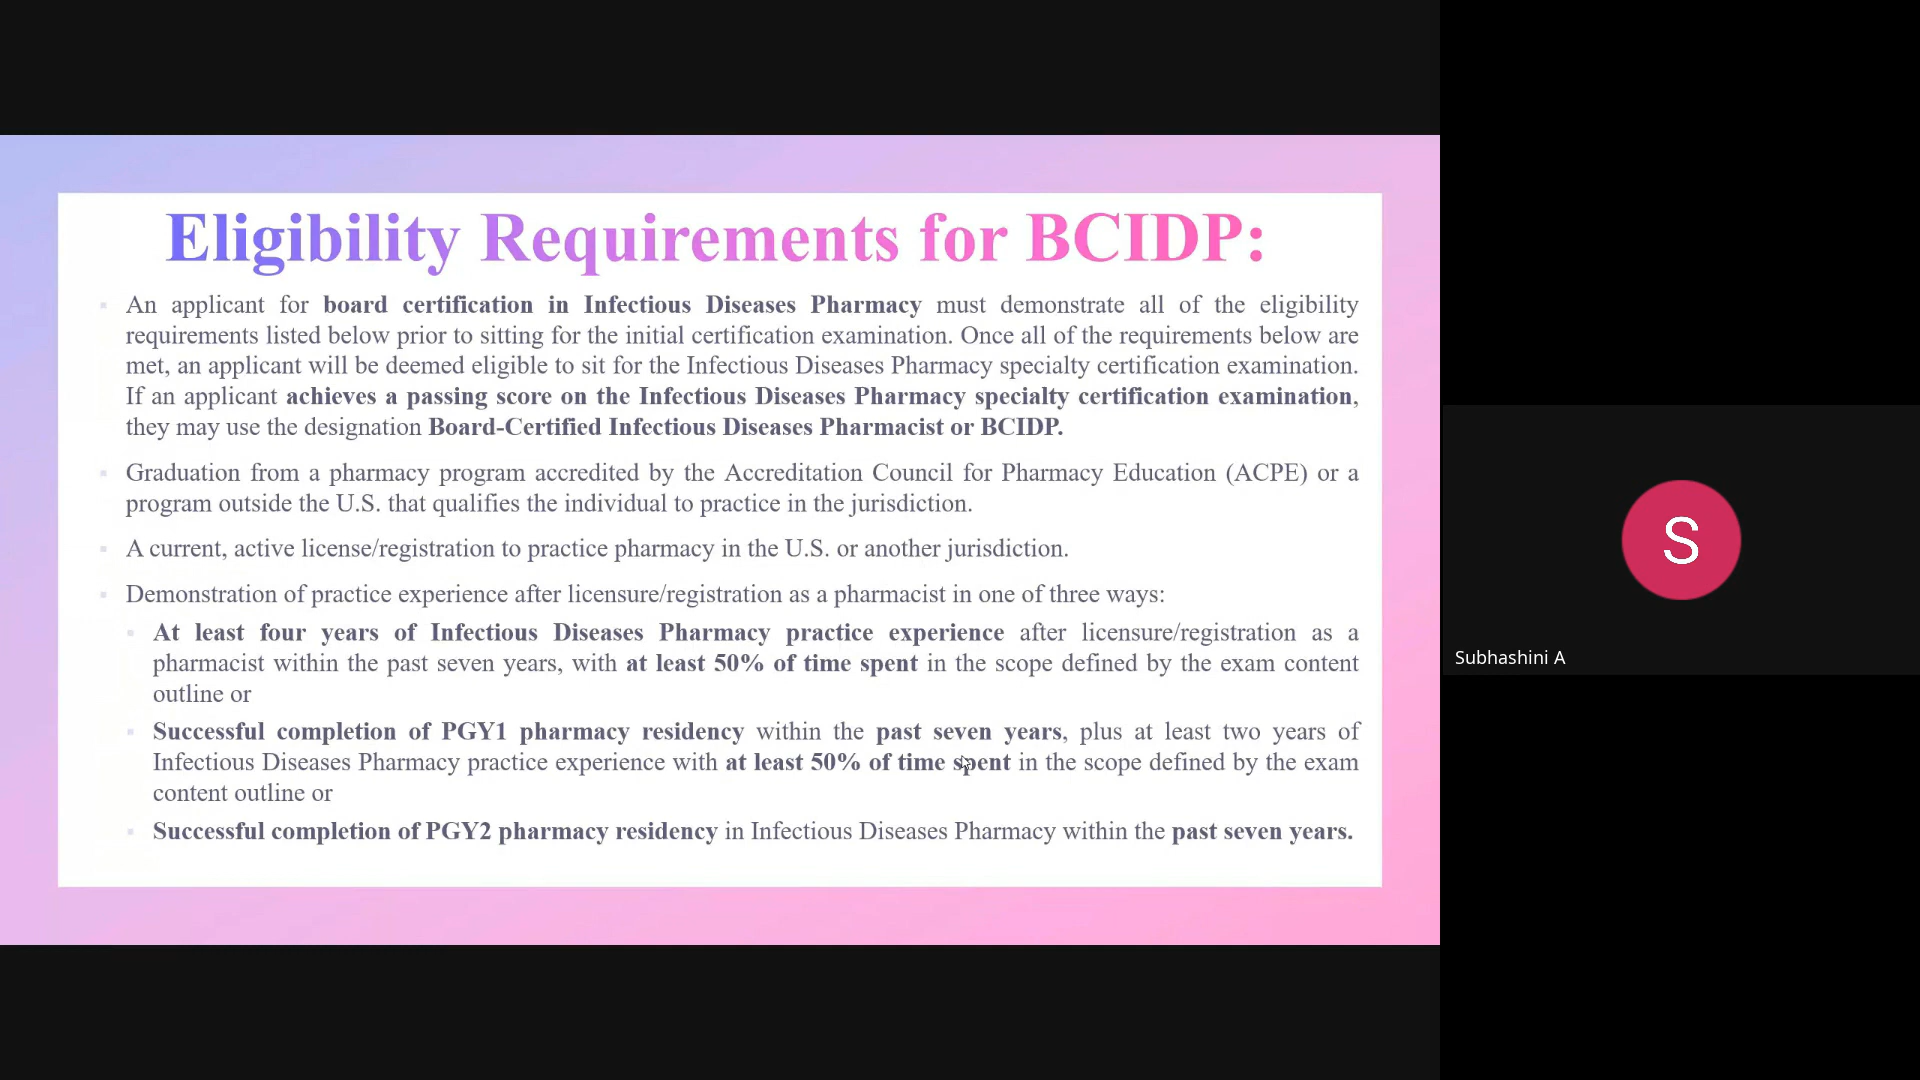 Eligibility Requirements for BCIDP:
An applicant for board certification in Infectious Diseases Pharmacy must demonstrate all of the eligibility
requirements listed below prior to sitting for the initial certification examination. Once all of the requirements below are
met, an applicant will be deemed eligible to sit for the Infectious Diseases Pharmacy specialty certification examination.
If an applicant achieves a passing score on the Infectious Diseases Pharmacy specialty certification examination,
they may use the designation Board-Certified Infectious Diseases Pharmacist or BCIDP.
Graduation from a pharmacy program accredited by the Accreditation Council for Pharmacy Education (ACPE) or a
program outside the U.S. that qualifies the individual to practice in the jurisdiction.
A current, active license/registration to practice pharmacy in the U.S. or another jurisdiction.
Demonstration of practice experience after licensure/registration as a pharmacist in one of three ways:
At least four years of Infectious Diseases Pharmacy practice experience after licensure/registration as a
pharmacist within the past seven years, with at least 50% of time spent in the scope defined by the exam content
outline or
Successful completion of PGY1 pharmacy residency within the past seven years, plus at least two years of
Infectious Diseases Pharmacy practice experience with at least 50% of time spent in the scope defined by the exam
content outline or
Successful completion of PGY2 pharmacy residency in Infectious Diseases Pharmacy within the past seven years.
S
Subhashini A